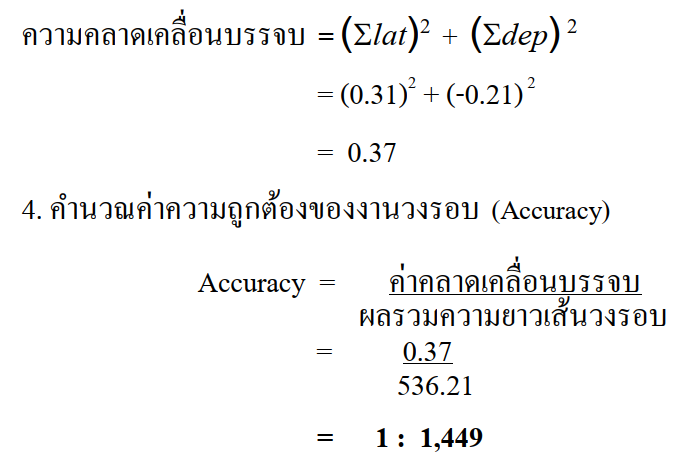 ความคลาดเคลื่อนบรรจบ = (Σlat)² + (Σdep) ²
= (0.31)² + (-0.21) ²
= 0.37
4. คำนวณค่าความถูกต้องของงานวงรอบ (Accuracy)
Accuracy = ค่าคลาดเคลื่อนบรรจบ
ผลรวมความยาวเส้นวงรอบ
= 0.37
536.21
= 1 : 1,449